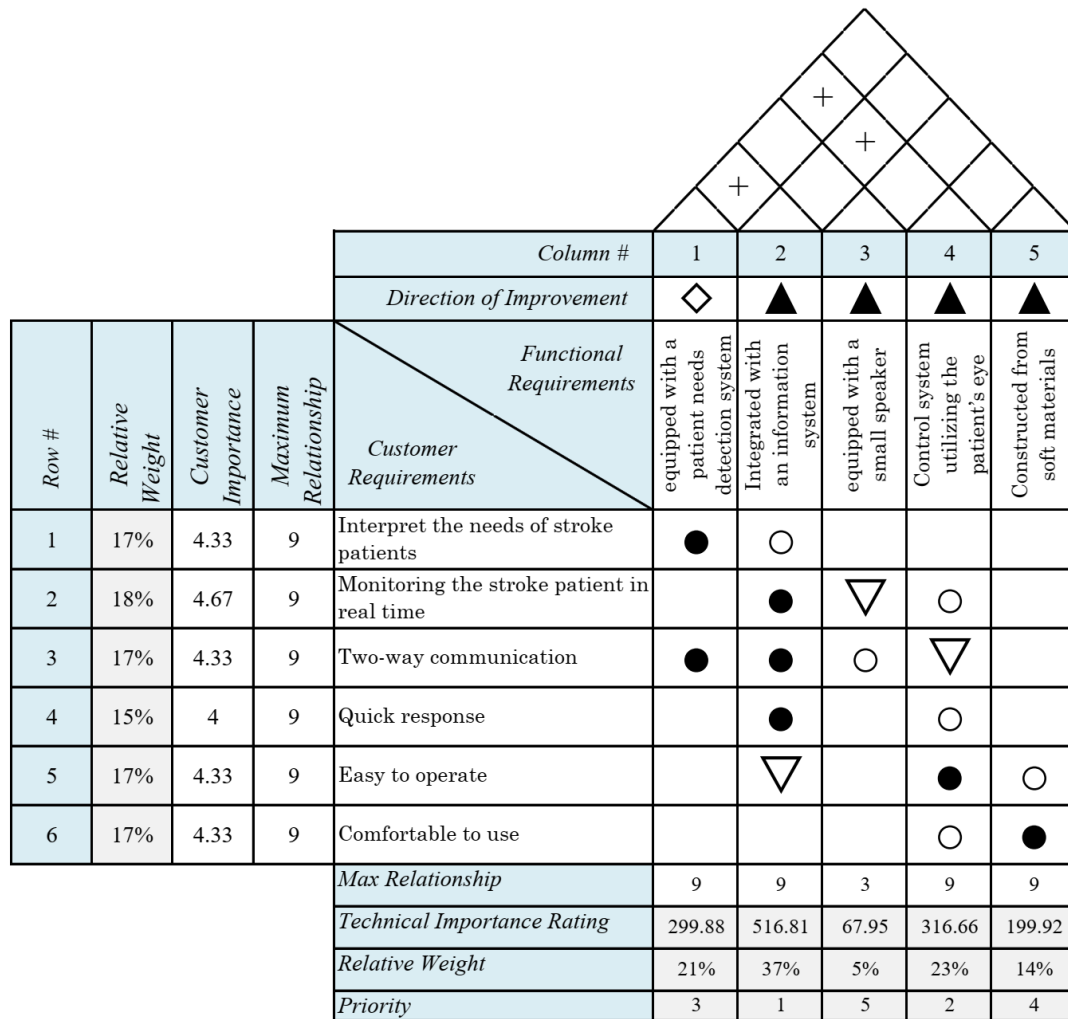 +
+
+
Column # 1 2 3 4 5
Direction of Improvement
Row #
Relative
Weight
Customer
Importance
Maximum
Relationship
Functional
Requirements
Customer
Requirements
equipped with a
patient needs
detection system
Integrated with
an information
system
equipped with a
small speaker
Control system
utilizing the
patient's eye
Constructed from
soft materials
1 17% 4.33 9 Interpret the needs of stroke
patients
2 18% 4.67 9 Monitoring the stroke patient in
real time
3 17% 4.33 9 Two-way communication
4 15% 4 9 Quick response
5 17% 4.33 9 Easy to operate
6 17% 4.33 9 Comfortable to use
Max Relationship 9 9 3 9 9
Technical Importance Rating 299.88 516.81 67.95 316.66 199.92
Relative Weight 21% 37% 5% 23% 14%
Priority 3 1 5 2 4